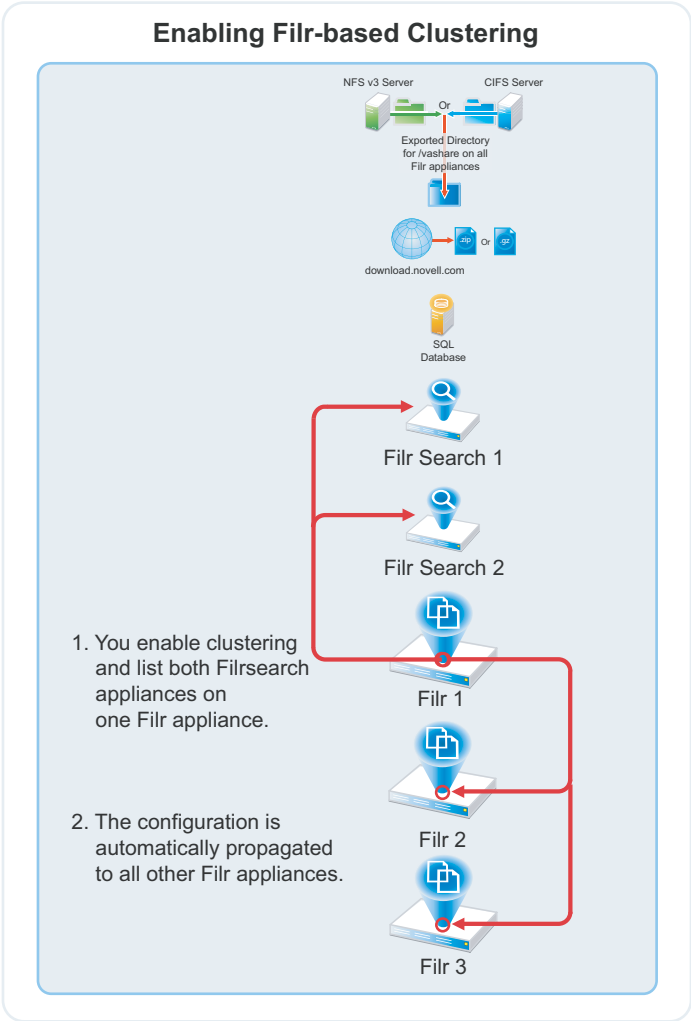 Enabling Filr-based Clustering
NFS v3 Server
CIFS Server
Or
Exported Directory
for /vashare on all
Filr appliances
.zip
Or
.gz
download.novell.com
SQL
Database
Filr Search 1
Filr Search 2
1. You enable clustering
and list both Filrsearch
appliances on
one Filr appliance.
Filr 1
Filr 2
2. The configuration is
automatically propagated
to all other Filr appliances.
Filr 3